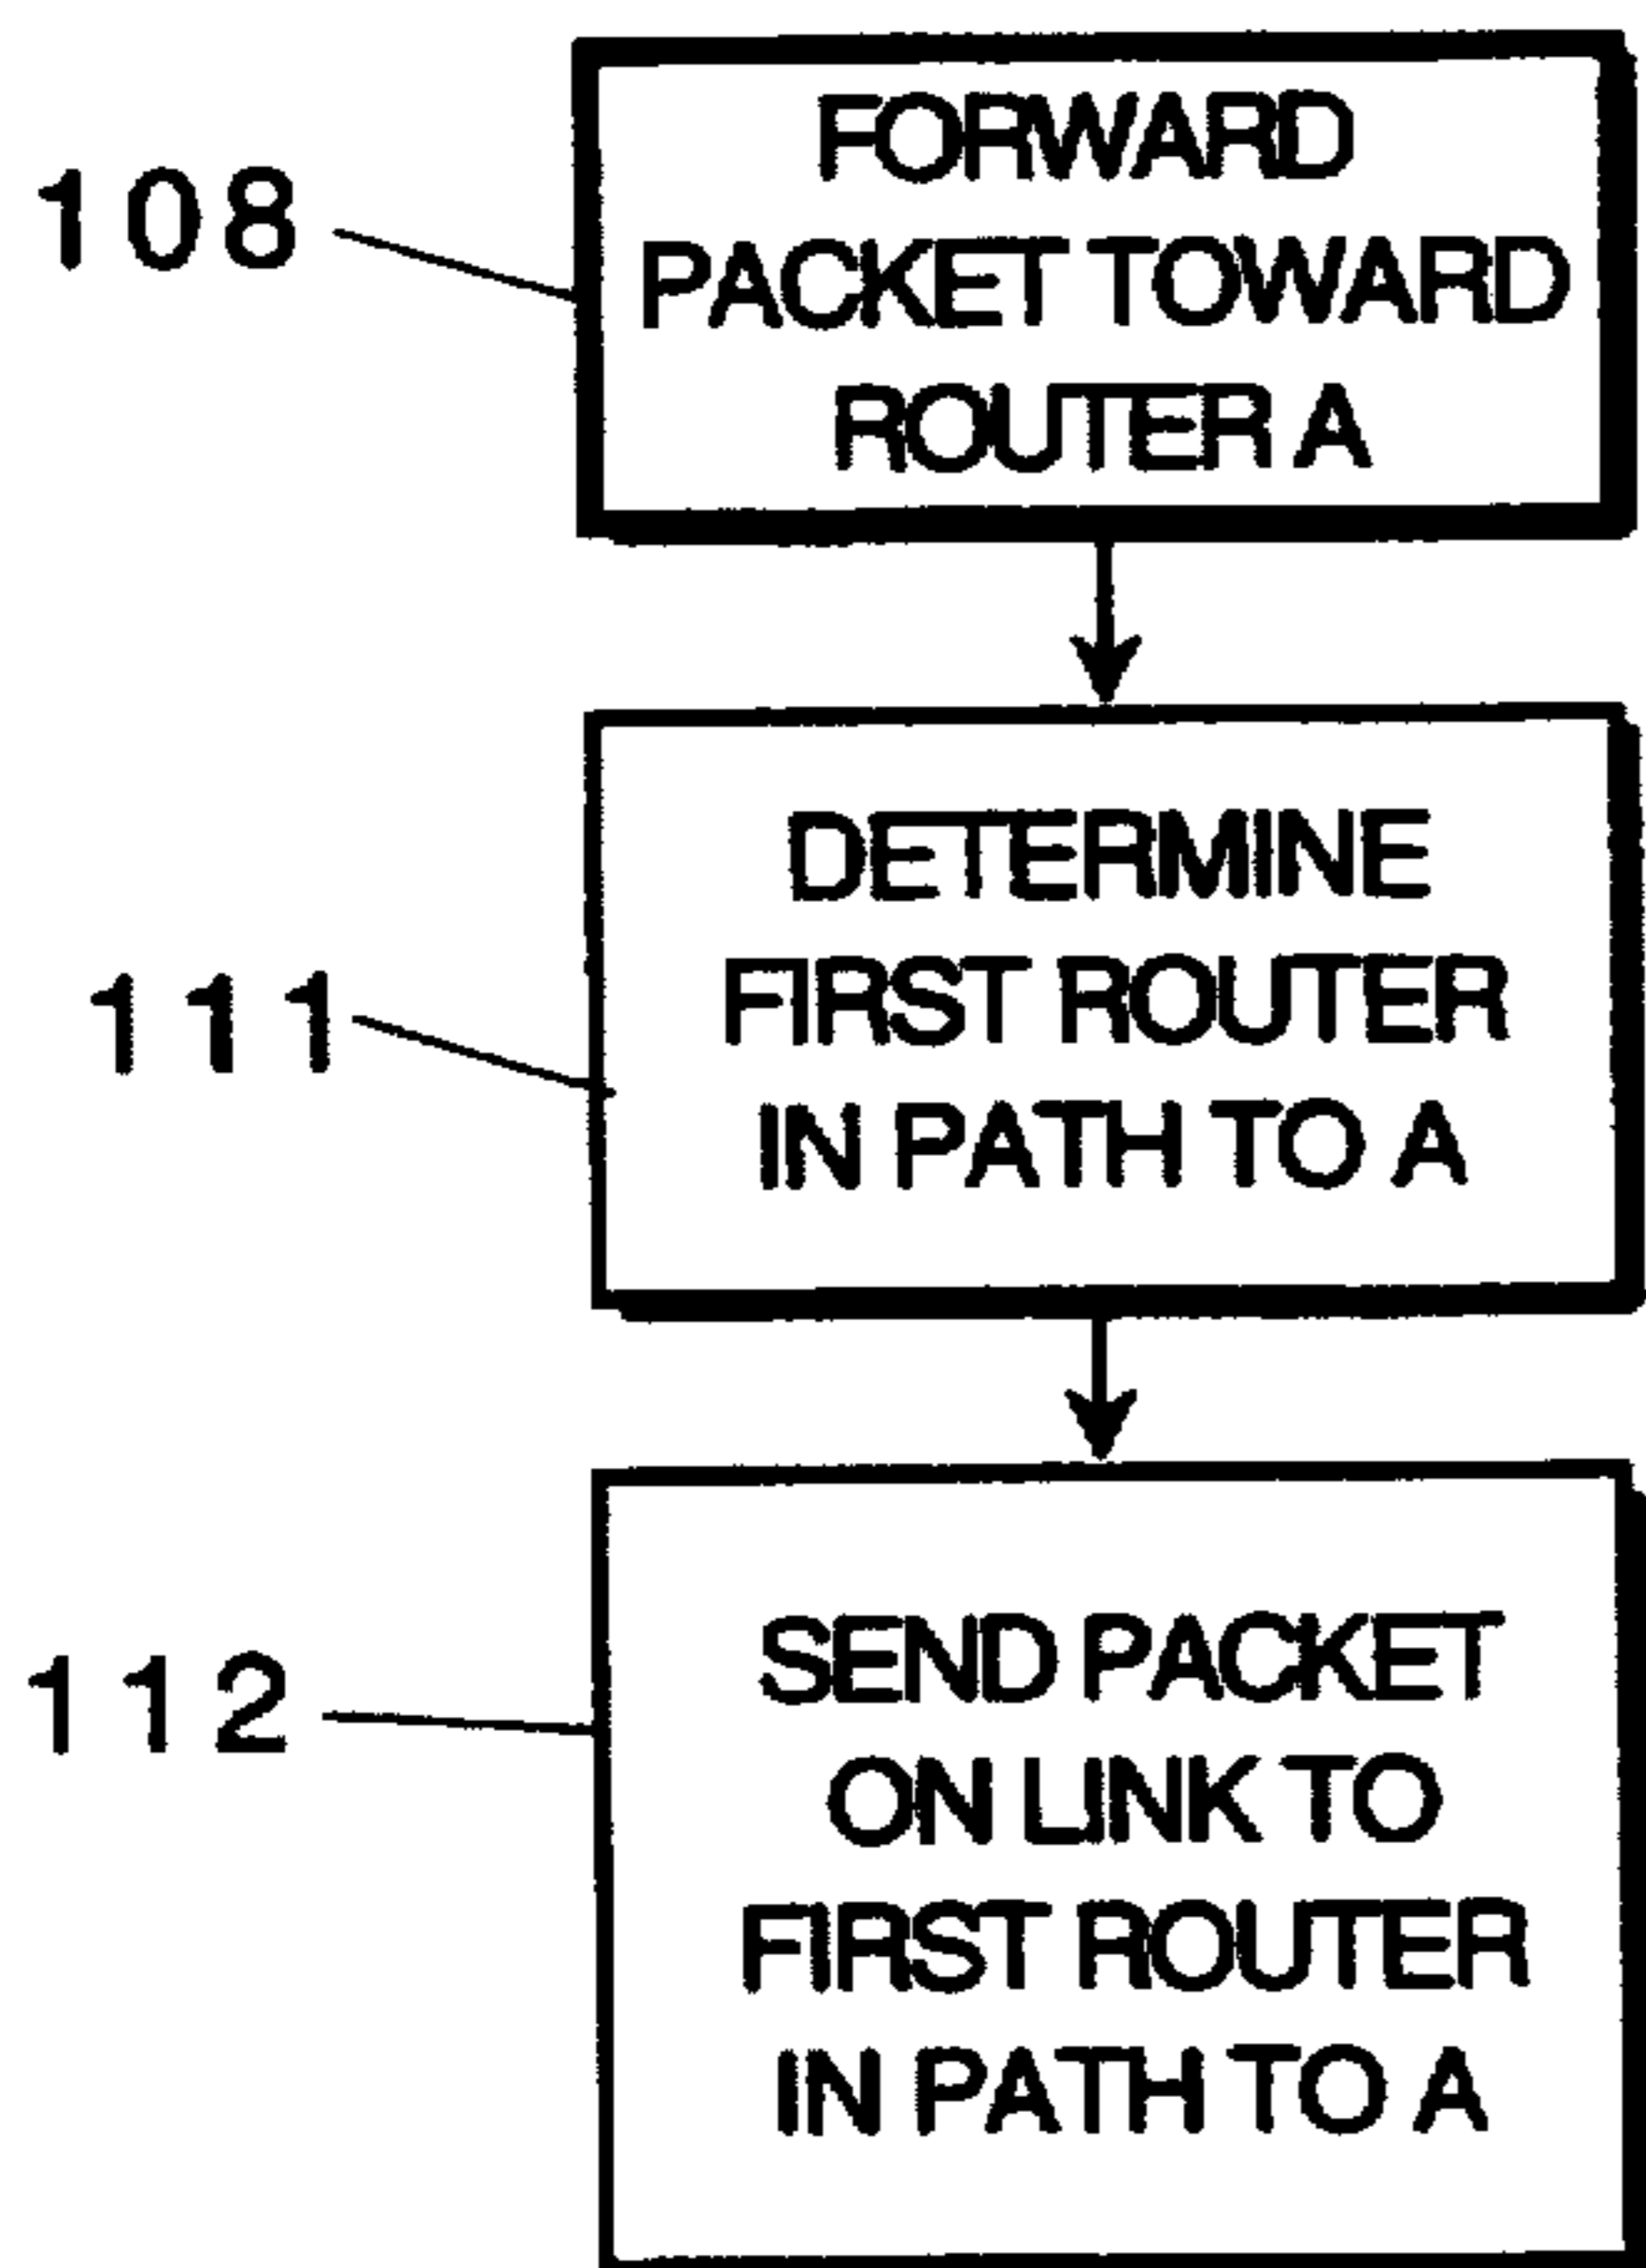 108
FORWARD
PACKET TOWARD
ROUTER A
111
DETERMINE
FIRST ROUTER
IN PATH TO A
112
SEND PACKET
ON LINK TO
FIRST ROUTER
IN PATH TO A